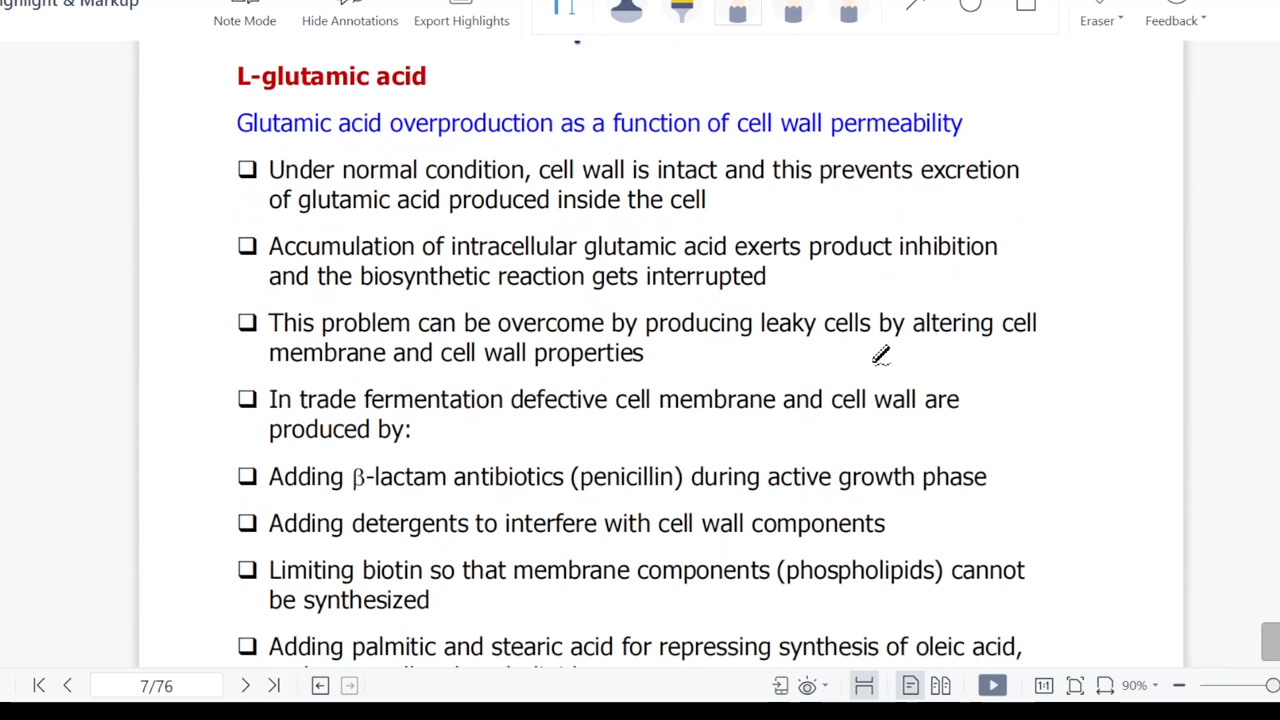 ighlight & Markup
Note Mode
Hide Annotations
Export Highlights
Eraser
Feedback
L-glutamic acid
Glutamic acid overproduction as a function of cell wall permeability
❑ Under normal condition, cell wall is intact and this prevents excretion
of glutamic acid produced inside the cell
❑ Accumulation of intracellular glutamic acid exerts product inhibition
and the biosynthetic reaction gets interrupted
❑ This problem can be overcome by producing leaky cells by altering cell
membrane and cell wall properties
❑ In trade fermentation defective cell membrane and cell wall are
produced by:
❑ Adding β-lactam antibiotics (penicillin) during active growth phase
❑ Adding detergents to interfere with cell wall components
❑ Limiting biotin so that membrane components (phospholipids) cannot
be synthesized
❑ Adding palmitic and stearic acid for repressing synthesis of oleic acid,
7/76
1:1
90%